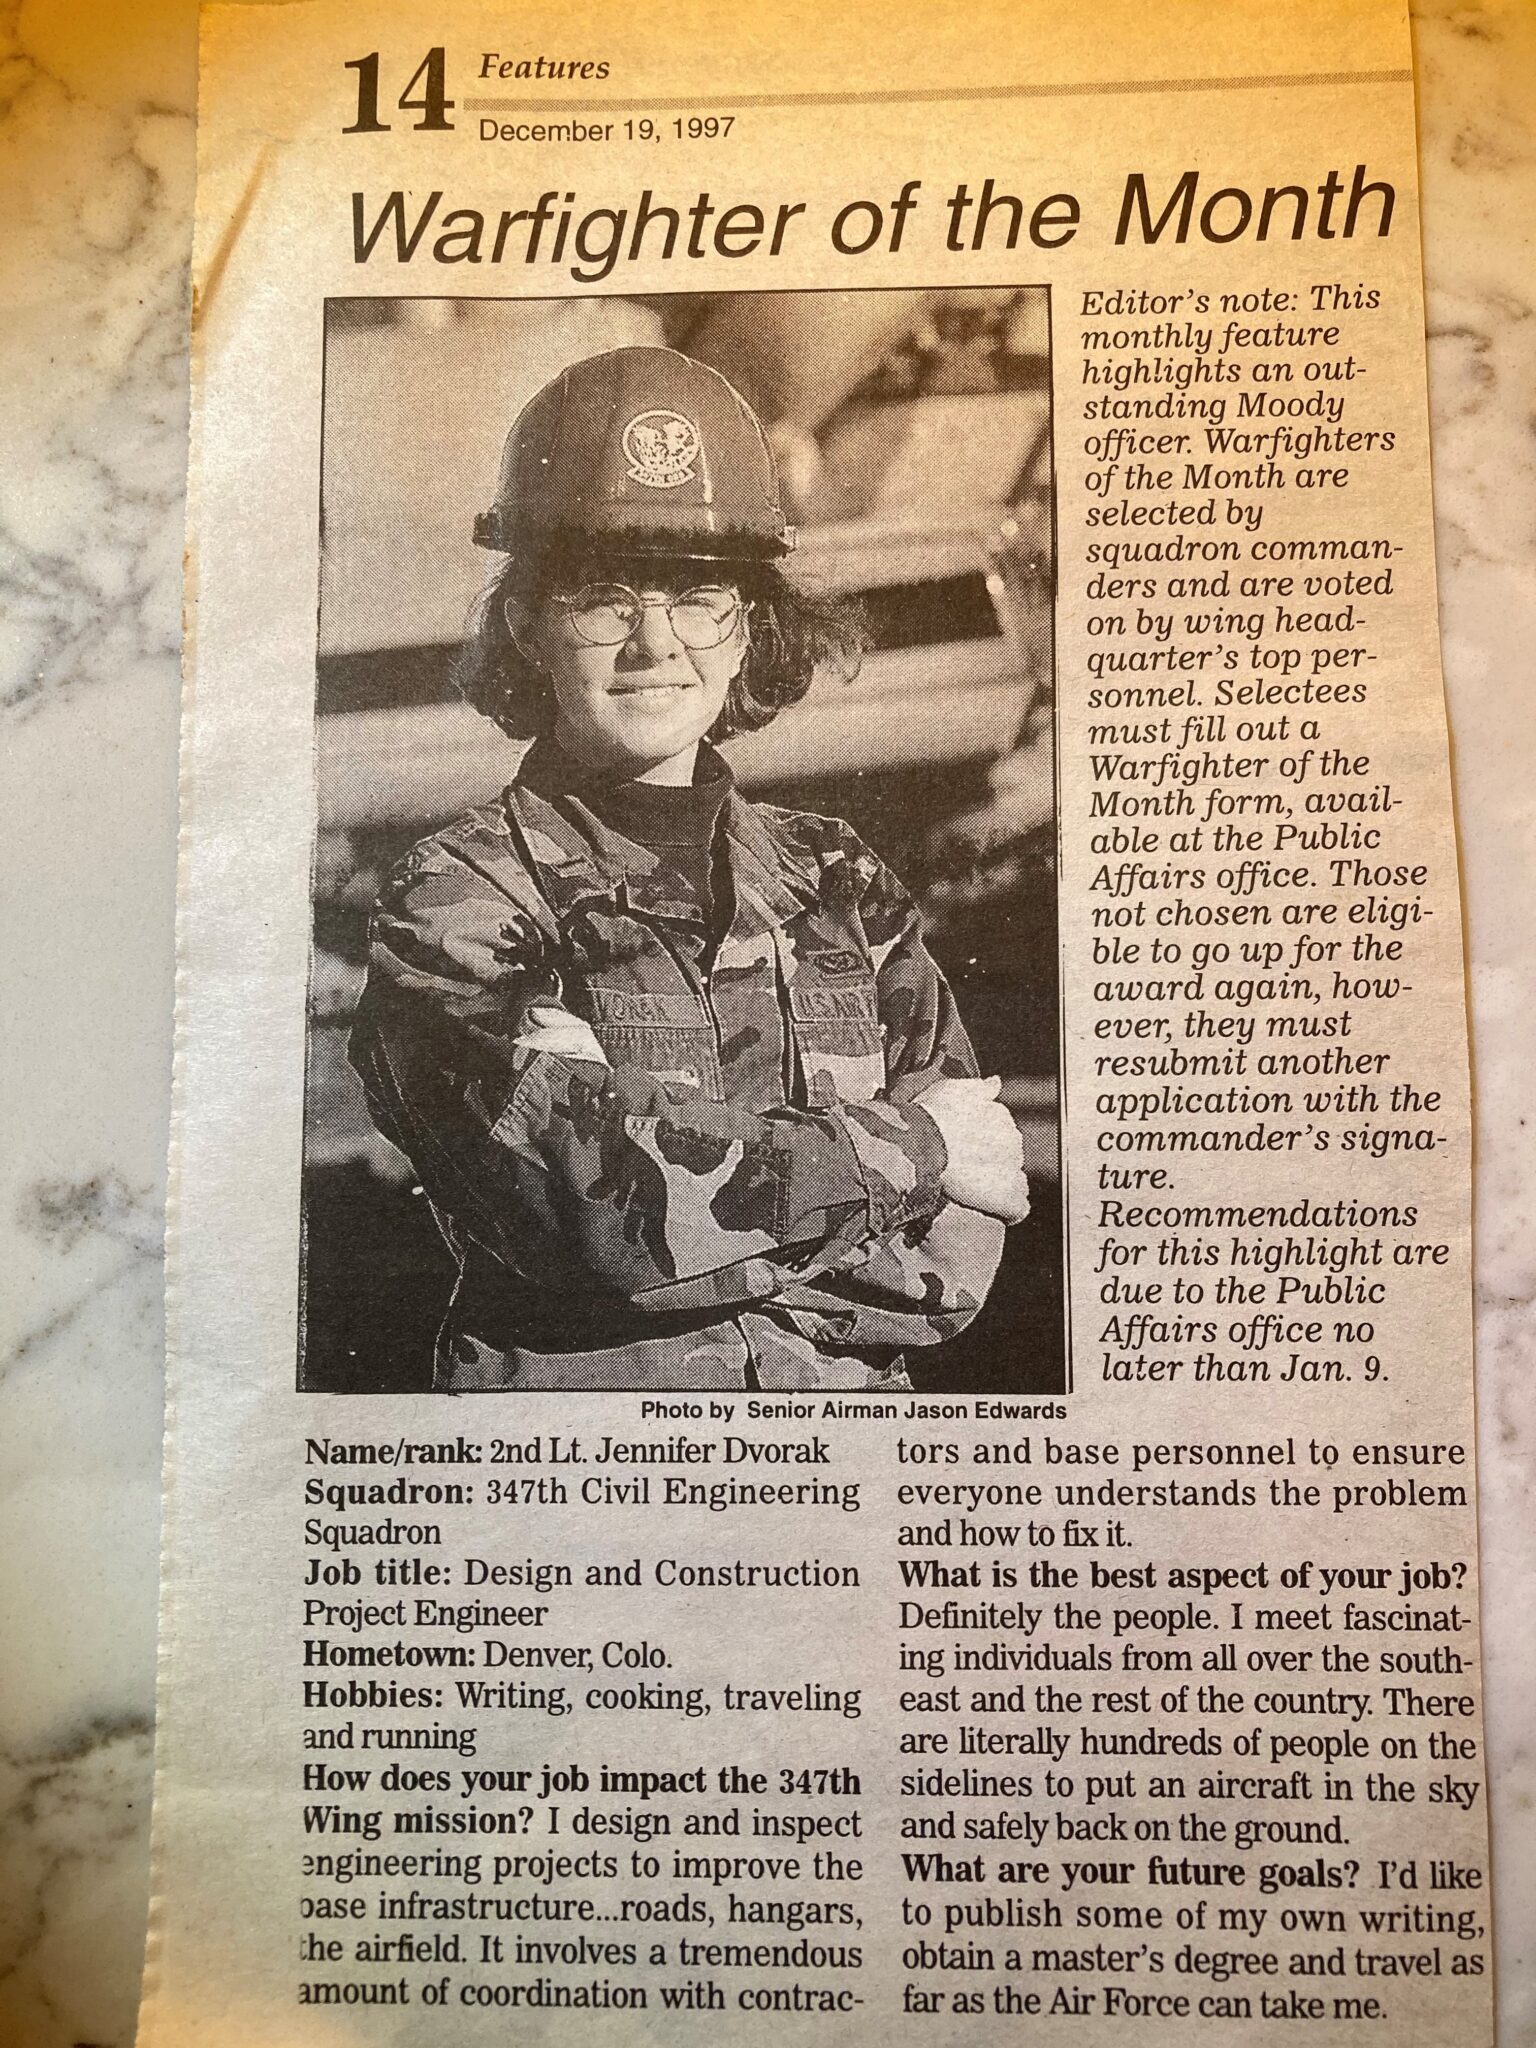 14
Features
December 19, 1997
Warfighter of the Month
Editor's note: This
monthly feature
highlights an out-
standing Moody
officer. Warfighters
of the Month are
selected by
squadron comman-
ders and are voted
on by wing head-
quarter's top per-
sonnel. Selectees
must fill out a
Warfighter of the
Month form, avail-
able at the Public
Affairs office. Those
not chosen are eligi-
ble to go up for the
award again, how-
ever, they must
resubmit another
application with the
commander's signa-
ture.
Recommendations
for this highlight are
due to the Public
Affairs office no
later than Jan. 9.
VORAK
U.S. AIR F
Photo by Senior Airman Jason Edwards
Name/rank: 2nd Lt. Jennifer Dvorak
Squadron: 347th Civil Engineering
Squadron
Job title: Design and Construction
Project Engineer
Hometown: Denver, Colo.
Hobbies: Writing, cooking, traveling
and running
How does your job impact the 347th
Wing mission? I design and inspect
engineering projects to improve the
base infrastructure...roads, hangars,
the airfield. It involves a tremendous
amount of coordination with contrac-
tors and base personnel to ensure
everyone understands the problem
and how to fix it.
What is the best aspect of your job?
Definitely the people. I meet fascinat-
ing individuals from all over the south-
east and the rest of the country. There
are literally hundreds of people on the
sidelines to put an aircraft in the sky
and safely back on the ground.
What are your future goals? I'd like
to publish some of my own writing,
obtain a master's degree and travel as
far as the Air Force can take me.